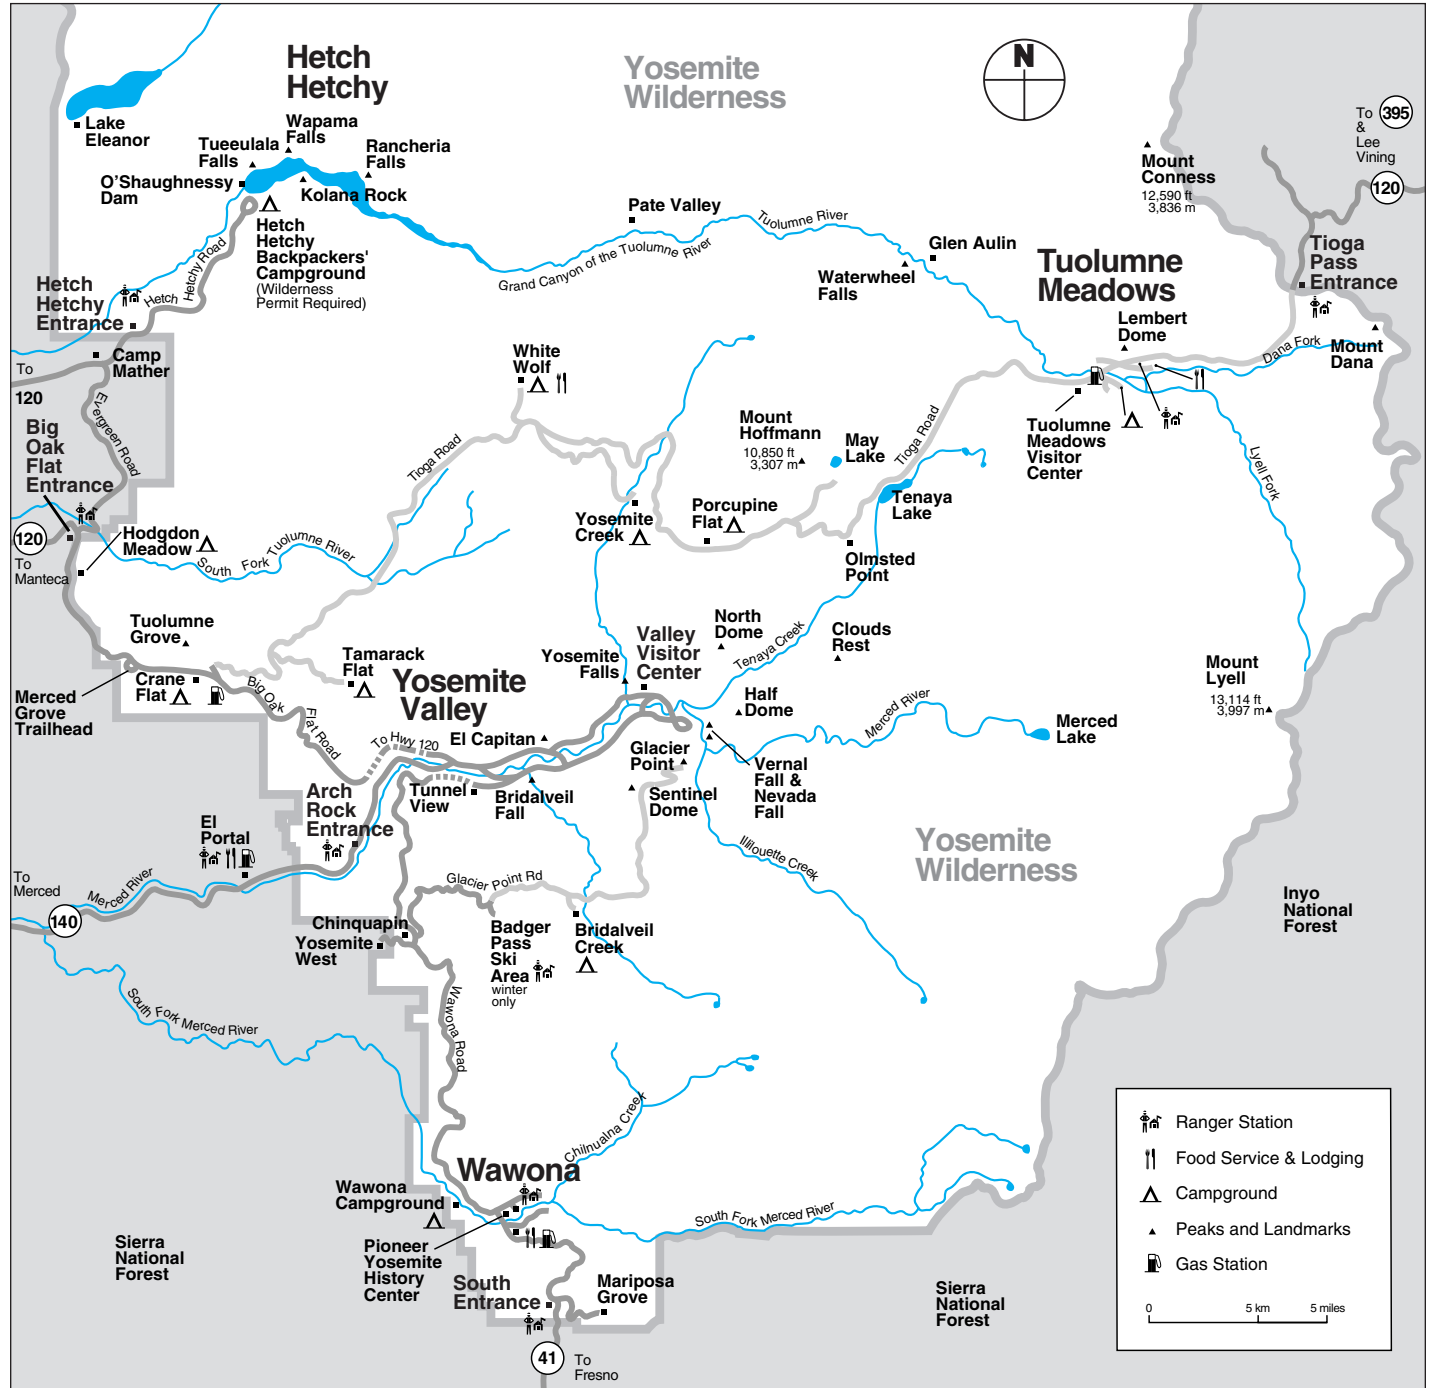 Hetch
Hetchy
Yosemite
Wilderness
N
To
&
Lee
Vining
395
120
Lake
Eleanor
Tueeulala
Falls
Wapama
Falls
Rancheria
Falls
O'Shaughnessy
Dam
Kolana Rock
Mount
Conness
12,590 ft
3,836 m
Hetch
Hetchy
Backpackers'
Campground
(Wilderness
Permit Required)
Pate Valley
Tuolumne River
Grand Canyon of the Tuolumne River
Glen Aulin
Waterwheel
Falls
Tuolumne
Meadows
Tioga
Pass
Entrance
Hetch Hetchy Road
Hetch
Hetchy
Entrance
Lembert
Dome
Dana Fork
Mount
Dana
Camp
Mather
To
120
White
Wolf
Evergreen Road
Big
Oak
Flat
Entrance
Tioga Road
Mount
Hoffmann
10,850 ft
3,307 m
May
Lake
Tioga Road
Tuolumne
Meadows
Visitor
Center
Lyell Fork
Tenaya
Lake
Yosemite
Creek
Porcupine
Flat
Olmsted
Point
120
To
Manteca
Hodgdon
Meadow
South Fork Tuolumne River
Tuolumne
Grove
Crane
Flat
Merced
Grove
Trailhead
Tamarack
Flat
Big Oak Flat Road
Yosemite
Valley
Yosemite
Falls
Valley
Visitor
Center
North
Dome
Tenaya Creek
Clouds
Rest
Half
Dome
Merced River
Merced
Lake
Mount
Lyell
13,114 ft
3,997 m
To Hwy 120
El Capitan
Glacier
Point
Vernal
Fall &
Nevada
Fall
Sentinel
Dome
Arch
Rock
Entrance
Tunnel
View
Bridalveil
Fall
El
Portal
Yosemite
Wilderness
Illilouette Creek
To
Merced
Merced River
140
Glacier Point Rd
Chinquapin
Yosemite
West
Badger
Pass
Ski
Area
winter
only
Bridalveil
Creek
Inyo
National
Forest
South Fork Merced River
Wawona Road
Chilnualna Creek
Wawona
Wawona
Campground
Pioneer
Yosemite
History
Center
South Fork Merced River
South
Entrance
Mariposa
Grove
Sierra
National
Forest
Sierra
National
Forest
41
To
Fresno
Ranger Station
Food Service & Lodging
Campground
Peaks and Landmarks
Gas Station
0
5 km
5 miles